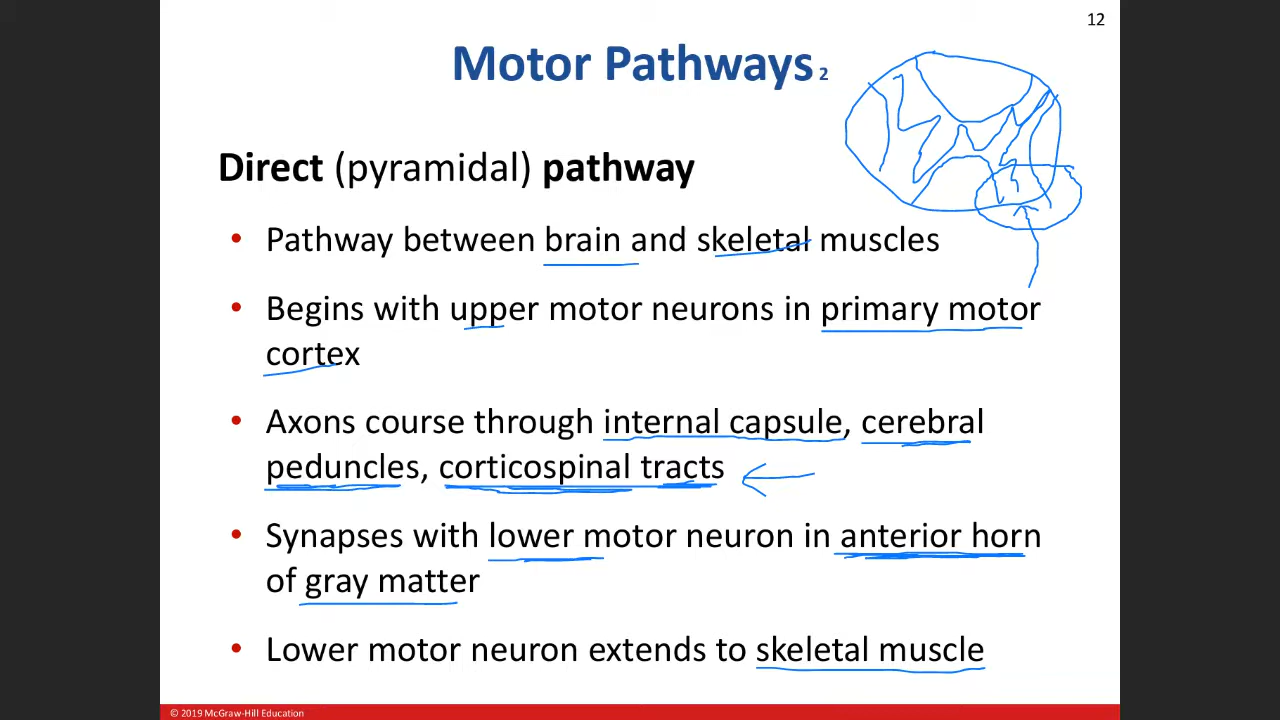 12
Motor Pathways 2
Direct (pyramidal) pathway
• Pathway between brain and skeletal muscles
• Begins with upper motor neurons in primary motor
cortex
• Axons course through internal capsule, cerebral
peduncles, corticospinal tracts
• Synapses with lower motor neuron in anterior horn
of gray matter
• Lower motor neuron extends to skeletal muscle
© 2019 McGraw-Hill Education